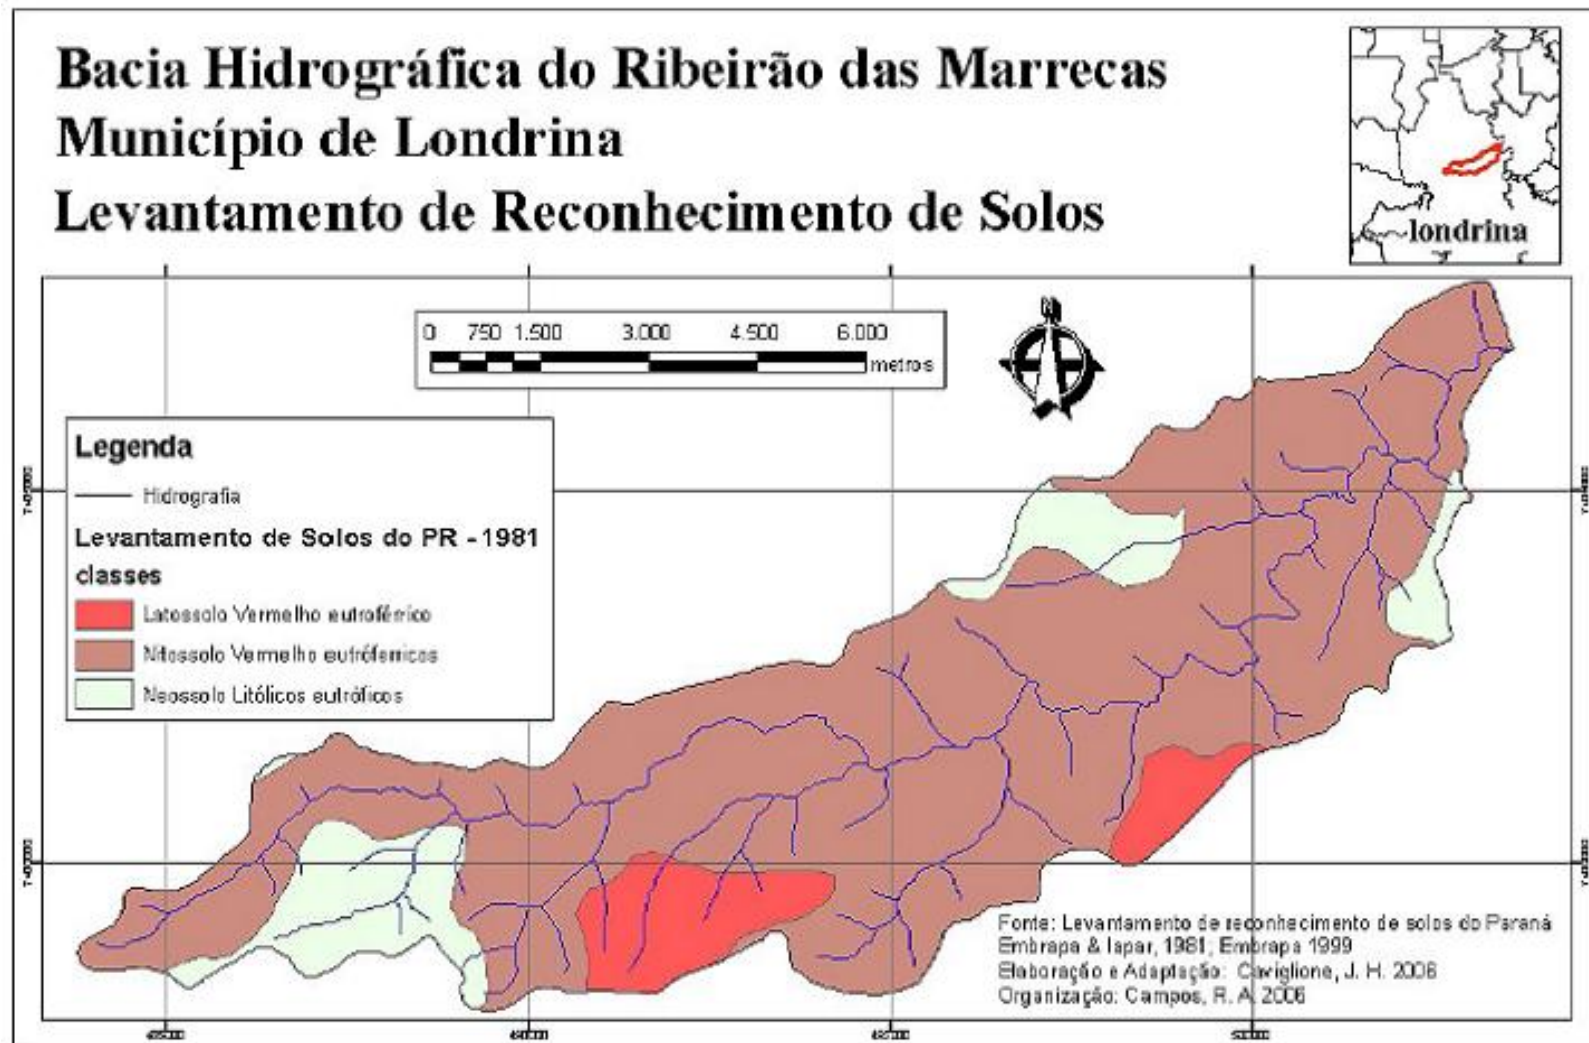 Bacia Hidrográfica do Ribeirão das Marrecas
Município de Londrina
Levantamento de Reconhecimento de Solos
londrina
0 750 1.500 3.000 4.500 6.000
metros
N
Legenda
Hidrografia
Levantamento de Solos do PR - 1981
classes
Latossolo Vermelho eutroférrico
Nitossolo Vermelho eutróferricos
Neossolo Litólicos eutróficos
Fonte: Levantamento de reconhecimento de solos do Paraná
Embrapa & Iapar, 1981; Embrapa 1999
Elaboração e Adaptação: Caviglione, J. H. 2006
Organização: Campos, R. A. 2006